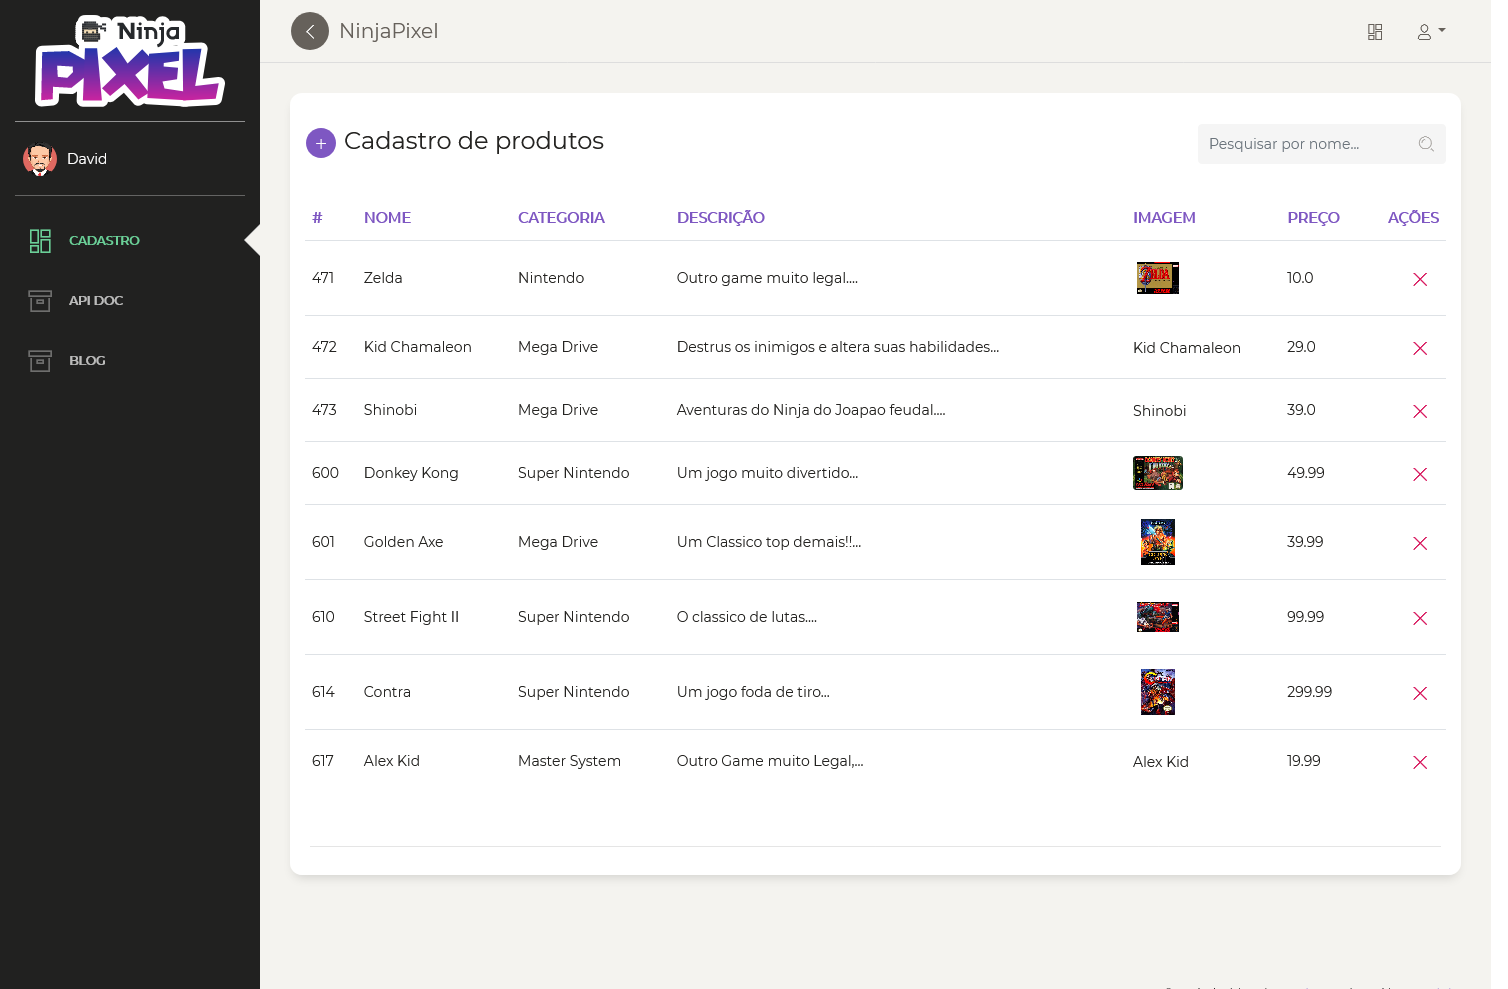 Ninja
PIXEL
David
CADASTRO
API DOC
BLOG
NinjaPixel
+ Cadastro de produtos
Pesquisar por nome...
# NOME CATEGORIA DESCRIÇÃO IMAGEM PREÇO AÇÕES
471 Zelda Nintendo Outro game muito legal.... 10.0
472 Kid Chamaleon Mega Drive Destrus os inimigos e altera suas habilidades... Kid Chamaleon 29.0
473 Shinobi Mega Drive Aventuras do Ninja do Joapao feudal.... Shinobi 39.0
600 Donkey Kong Super Nintendo Um jogo muito divertido... 49.99
601 Golden Axe Mega Drive Um Classico top demais!!... 39.99
610 Street Fight II Super Nintendo O classico de lutas.... 99.99
614 Contra Super Nintendo Um jogo foda de tiro... 299.99
617 Alex Kid Master System Outro Game muito Legal,... Alex Kid 19.99